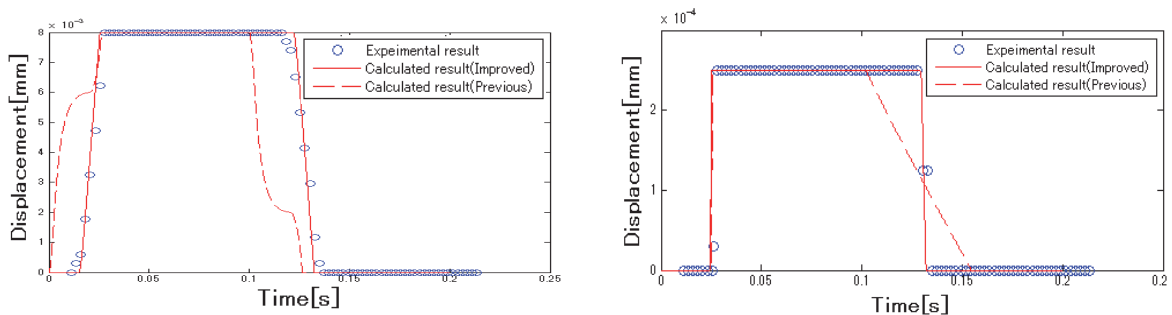 × 10⁻³
8
7
6
5
4
3
2
1
0
0
0.05
0.1
0.15
0.2
0.25
Displacement[mm]
Time[s]
Expeimental result
Calculated result(Improved)
Calculated result(Previous)
× 10⁻⁴
2
1
0
0
0.05
0.1
0.15
0.2
0.2
Displacement[mm]
Time[s]
Expeimental result
Calculated result(Improved)
Calculated result(Previous)